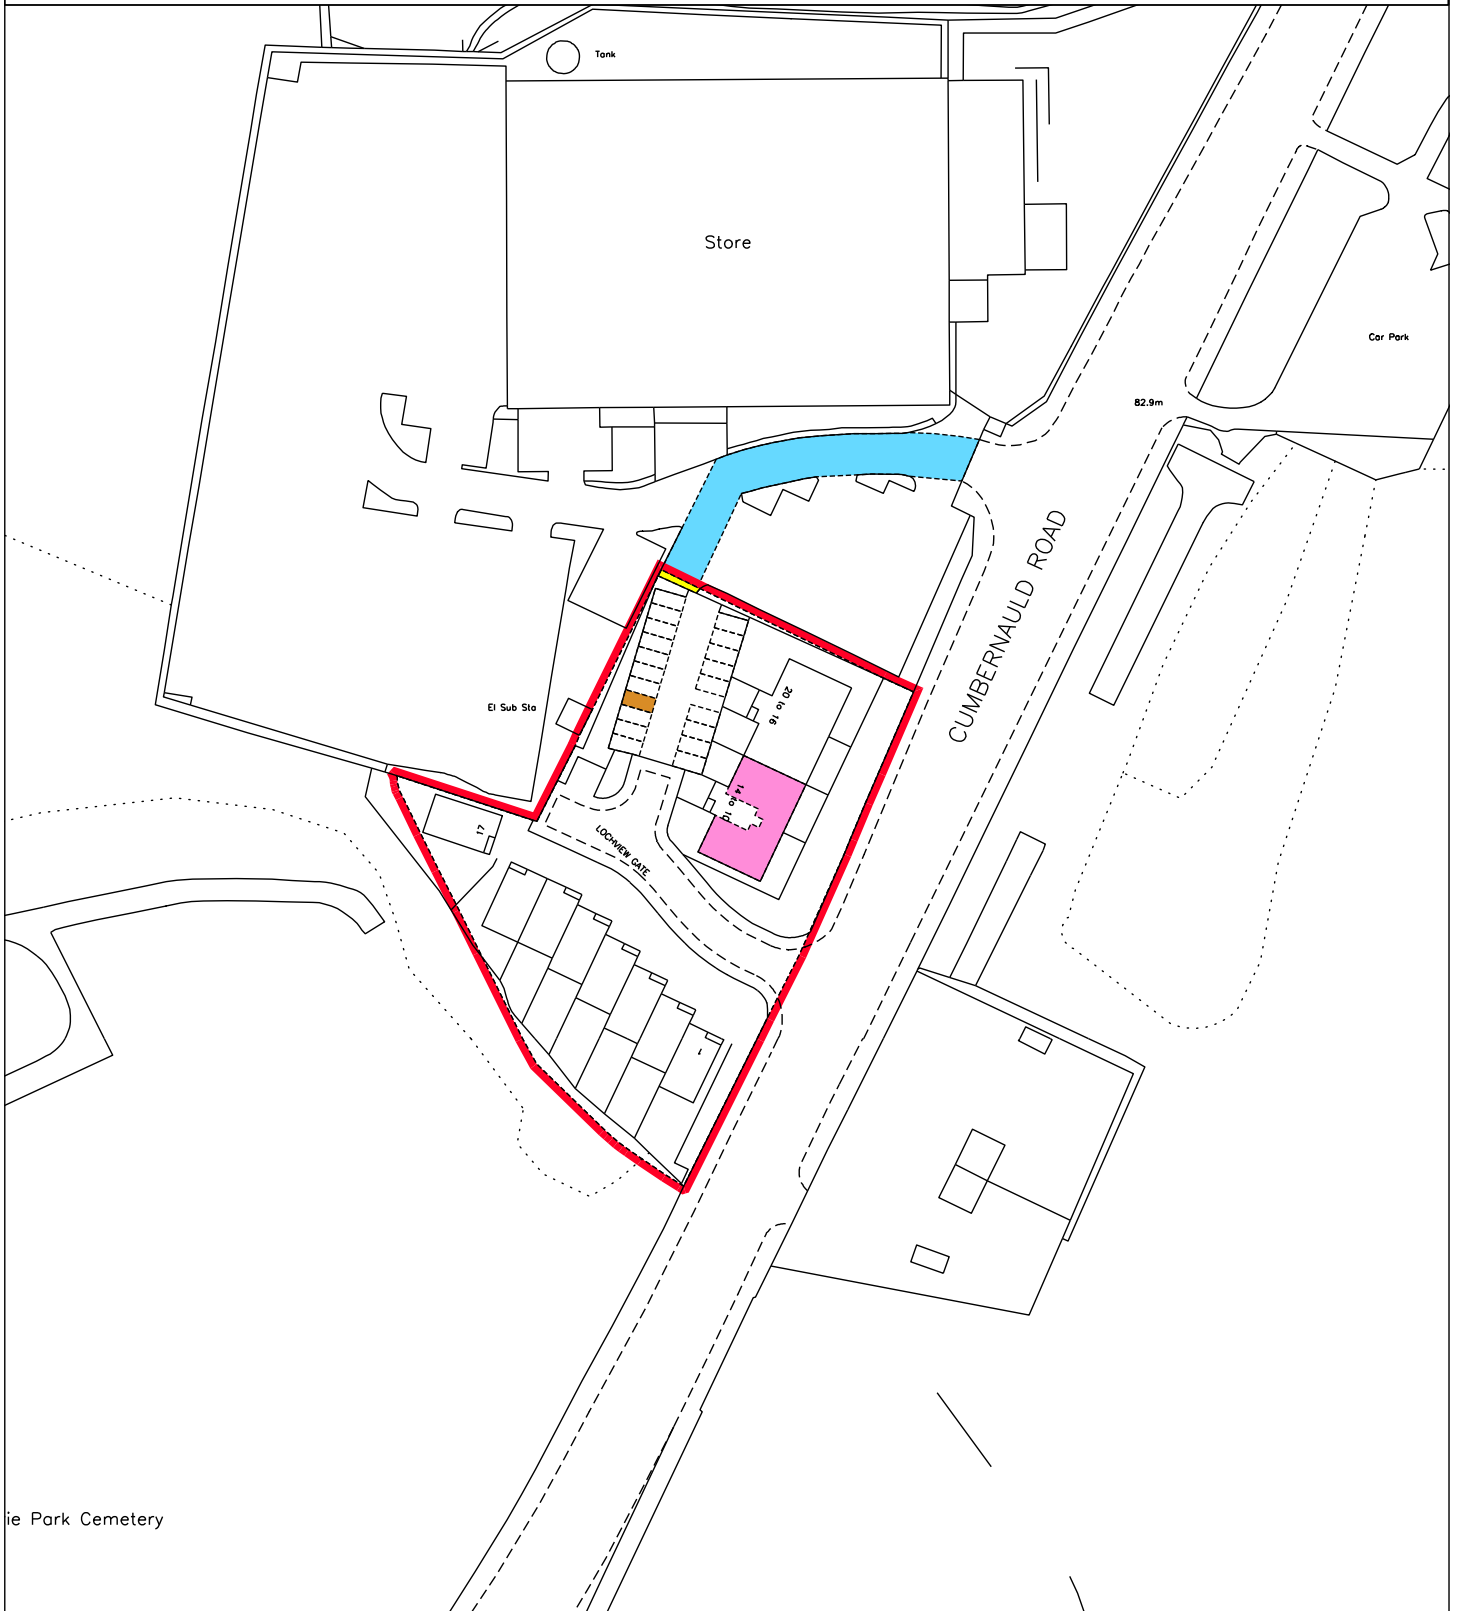 Tank
Store
Car Park
82.9m
CUMBERNAULD ROAD
El Sub Sta
20 to 16
14 to 10
17
LOCHVIEW GATE
1
ie Park Cemetery